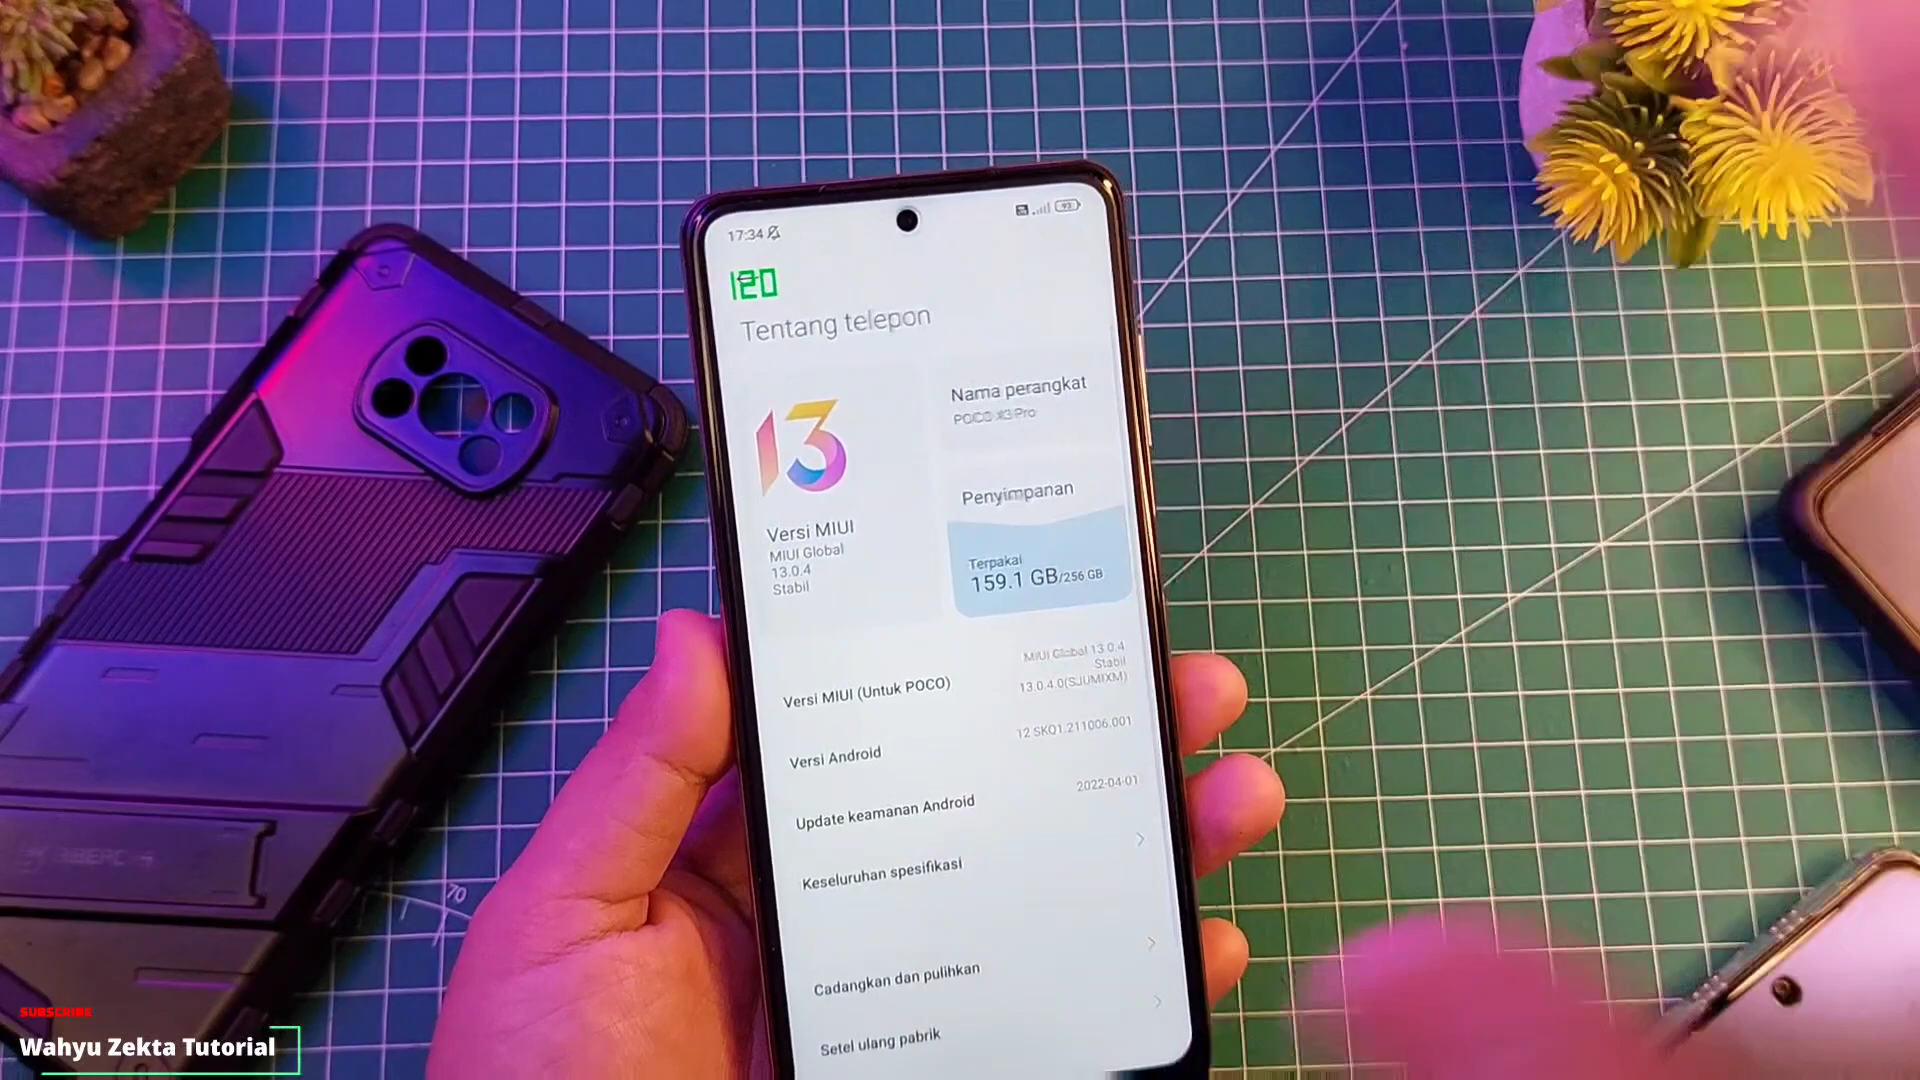 17:34
93
120
Tentang telepon
13
Versi MIUI
MIUI Global
13.0.4
Stabil
Nama perangkat
POCO X3 Pro
Penyimpanan
Terpakai
159.1 GB/256 GB
Versi MIUI (Untuk POCO)
MIUI Global 13.0.4
Stabil
13.0.4.0(SJUMIXM)
Versi Android
12 SKQ1.211006.001
Update keamanan Android
2022-04-01
Keseluruhan spesifikasi
Cadangkan dan pulihkan
Setel ulang pabrik
70
SUBSCRIBE
Wahyu Zekta Tutorial